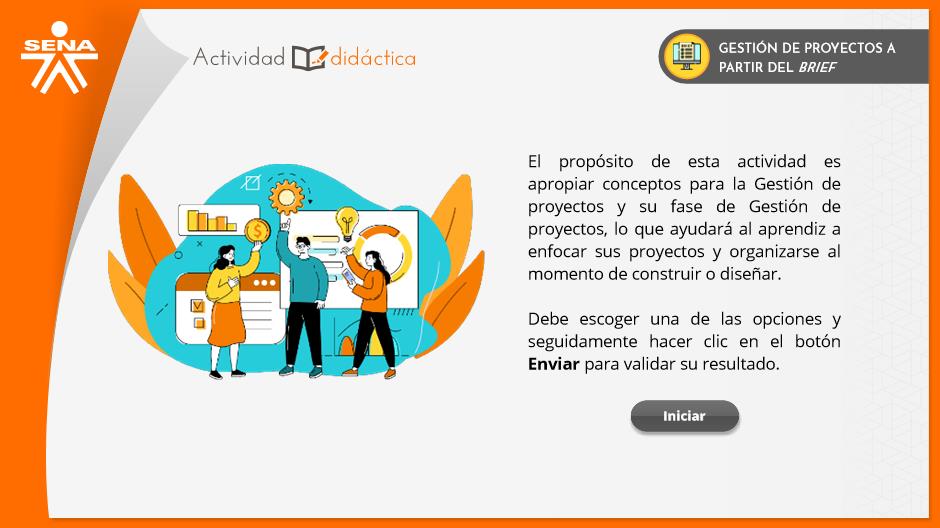 SENA
Actividad didáctica
GESTIÓN DE PROYECTOS A
PARTIR DEL BRIEF
El propósito de esta actividad es
apropiar conceptos para la Gestión de
proyectos y su fase de Gestión de
proyectos, lo que ayudará al aprendiz a
enfocar sus proyectos y organizarse al
momento de construir o diseñar.
Debe escoger una de las opciones y
seguidamente hacer clic en el botón
Enviar para validar su resultado.
Iniciar
$